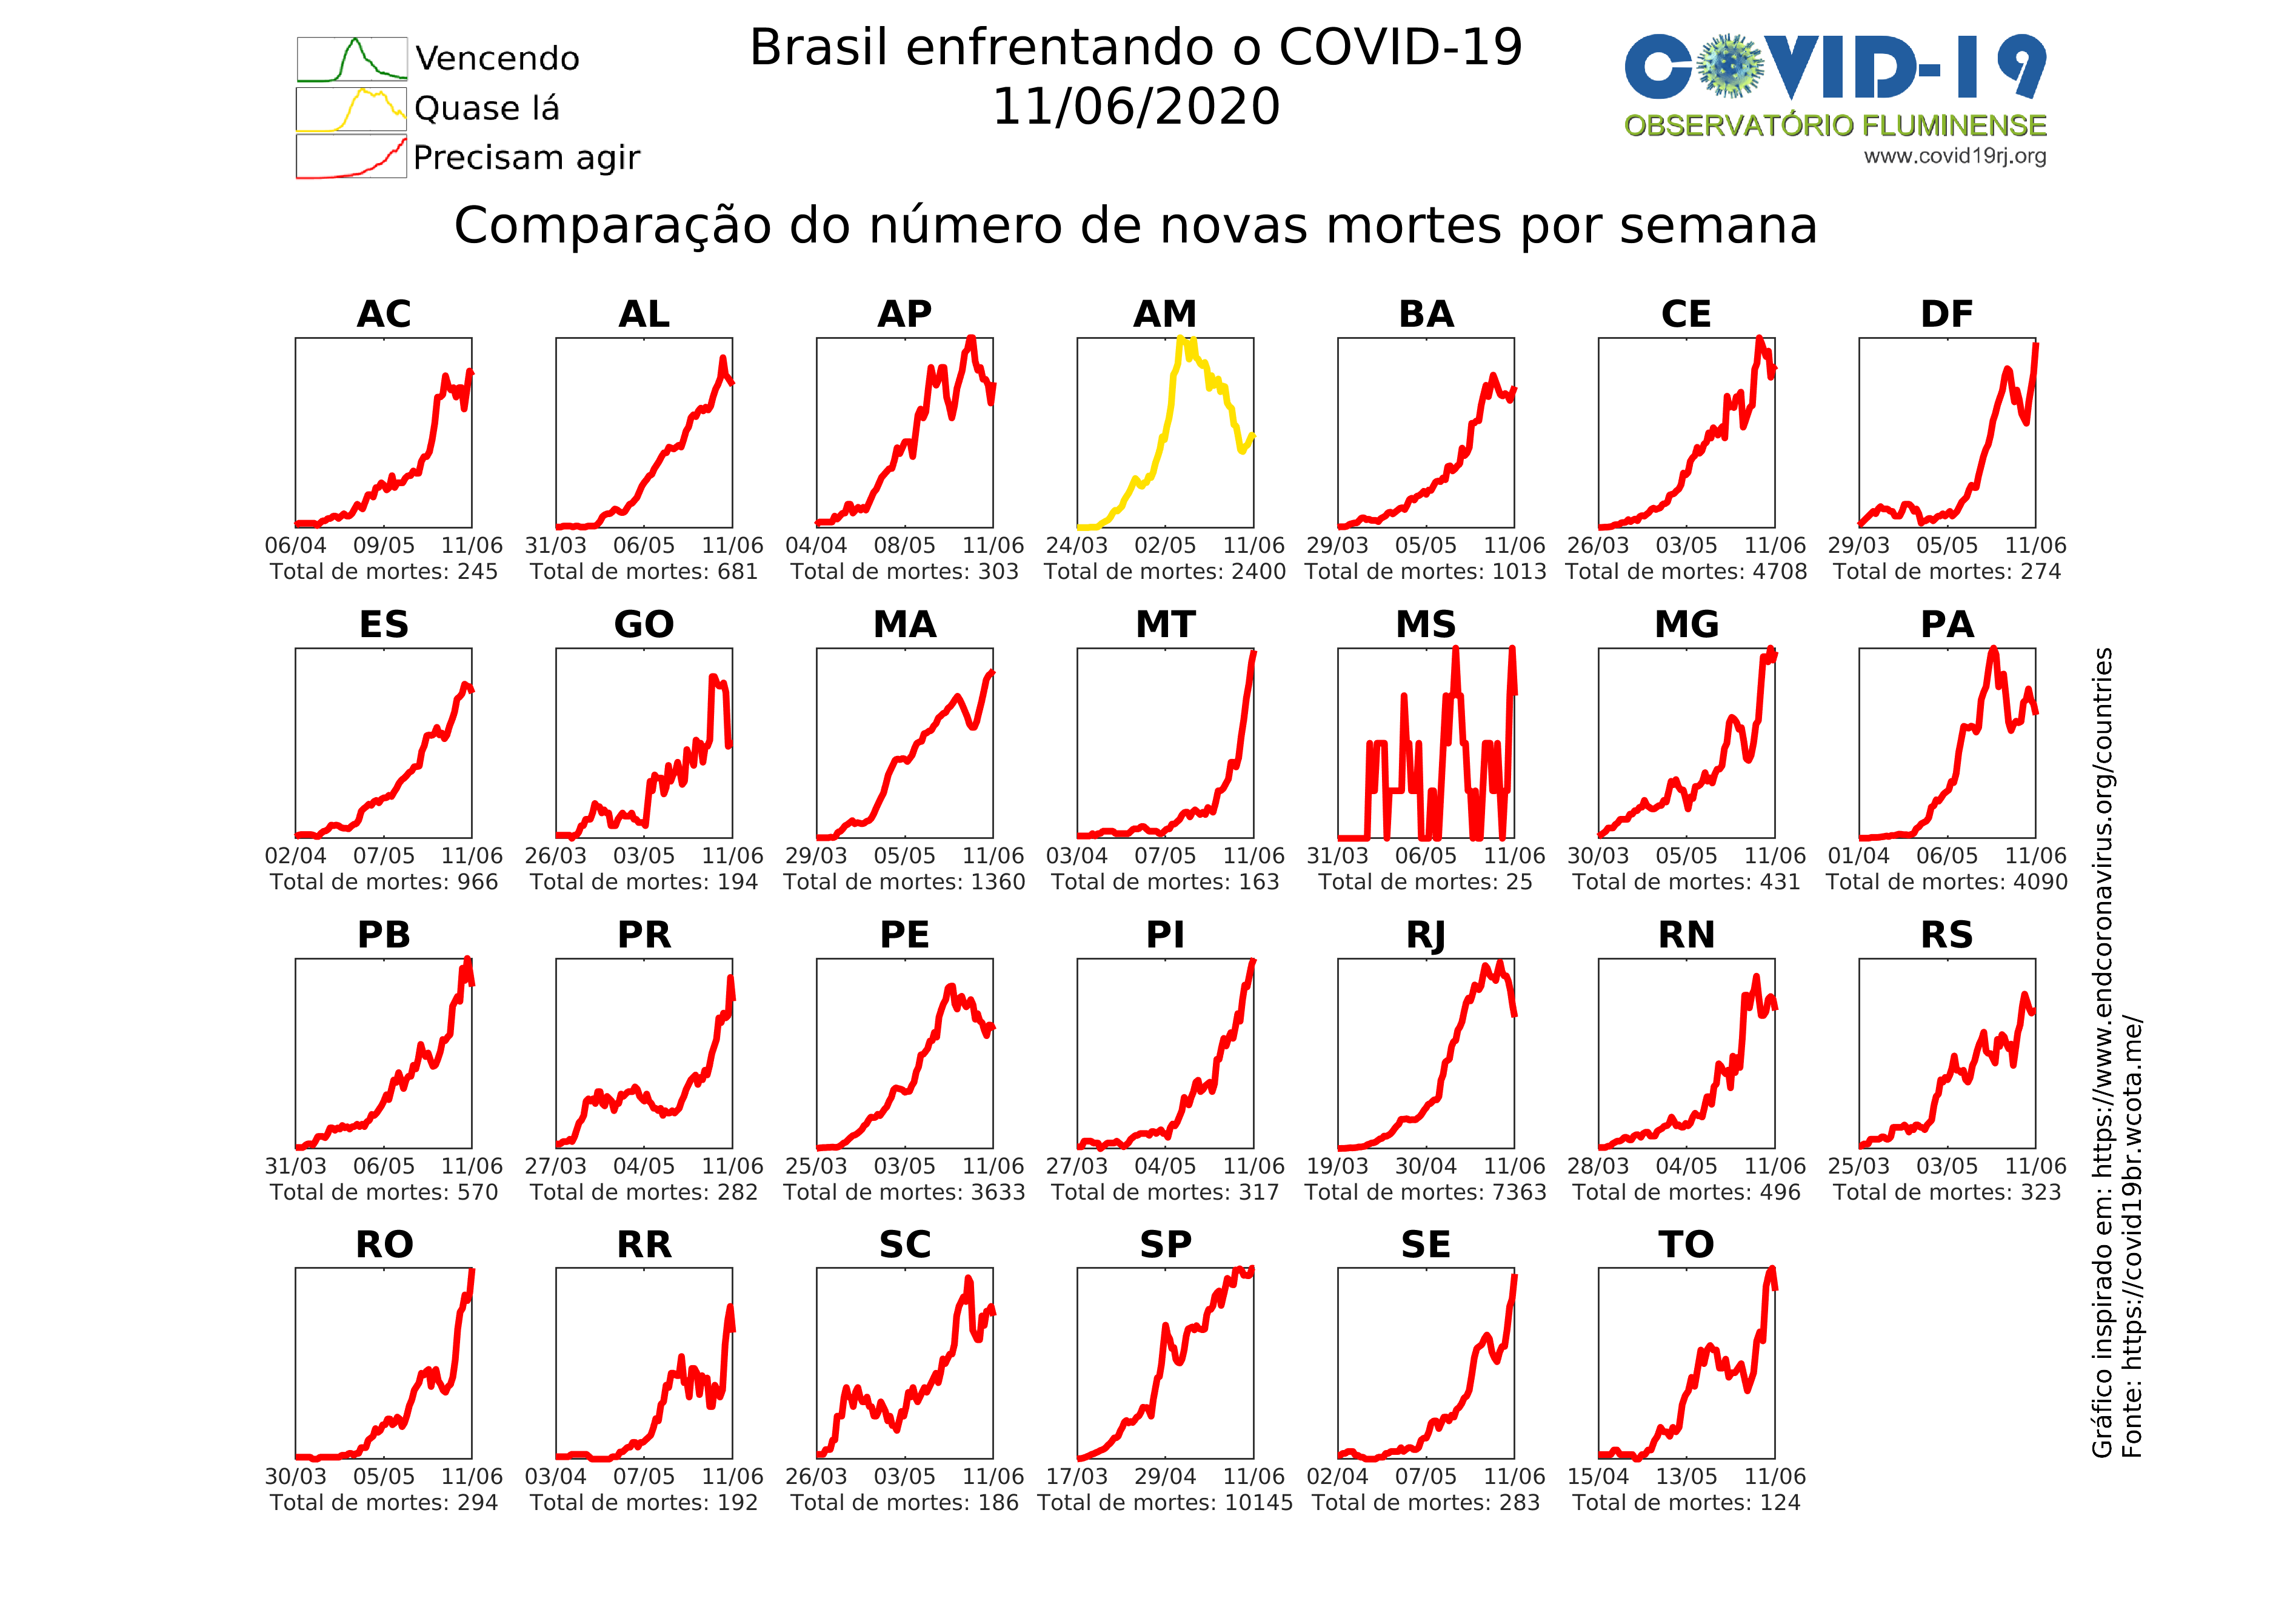 Vencendo
Quase lá
Precisam agir
Brasil enfrentando o COVID-19
11/06/2020
COVID-19
OBSERVATÓRIO FLUMINENSE
www.covid19rj.org
Comparação do número de novas mortes por semana
AC AL AP AM BA CE DF
06/04 09/05 11/06 31/03 06/05 11/06 04/04 08/05 11/06 24/03 02/05 11/06 29/03 05/05 11/06 26/03 03/05 11/06 29/03 05/05 11/06
Total de mortes: 245 Total de mortes: 681 Total de mortes: 303 Total de mortes: 2400 Total de mortes: 1013 Total de mortes: 4708 Total de mortes: 274
ES GO MA MT MS MG PA
02/04 07/05 11/06 26/03 03/05 11/06 29/03 05/05 11/06 03/04 07/05 11/06 31/03 06/05 11/06 30/03 05/05 11/06 01/04 06/05 11/06
Total de mortes: 966 Total de mortes: 194 Total de mortes: 1360 Total de mortes: 163 Total de mortes: 25 Total de mortes: 431 Total de mortes: 4090
PB PR PE PI RJ RN RS
31/03 06/05 11/06 27/03 04/05 11/06 25/03 03/05 11/06 27/03 04/05 11/06 19/03 30/04 11/06 28/03 04/05 11/06 25/03 03/05 11/06
Total de mortes: 570 Total de mortes: 282 Total de mortes: 3633 Total de mortes: 317 Total de mortes: 7363 Total de mortes: 496 Total de mortes: 323
RO RR SC SP SE TO
30/03 05/05 11/06 03/04 07/05 11/06 26/03 03/05 11/06 17/03 29/04 11/06 02/04 07/05 11/06 15/04 13/05 11/06
Total de mortes: 294 Total de mortes: 192 Total de mortes: 186 Total de mortes: 10145 Total de mortes: 283 Total de mortes: 124
Gráfico inspirado em: https://www.endcoronavirus.org/countries
Fonte: https://covid19br.wcota.me/